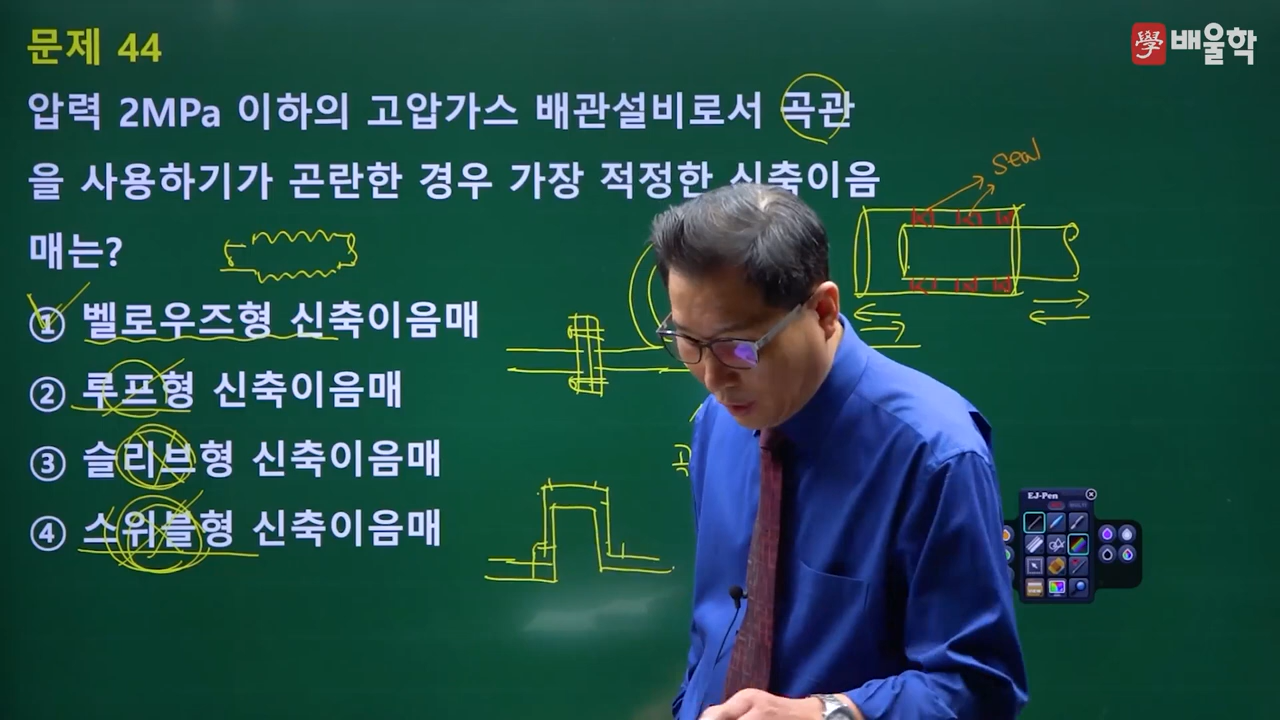 문제 44
學 배울학
압력 2MPa 이하의 고압가스 배관설비로서 곡관
을 사용하기가 곤란한 경우 가장 적정한 신축이음
매는?
seal
① 벨로우즈형 신축이음매
② 루프형 신축이음매
③ 슬리브형 신축이음매
④ 스위블형 신축이음매
EJ-Pen